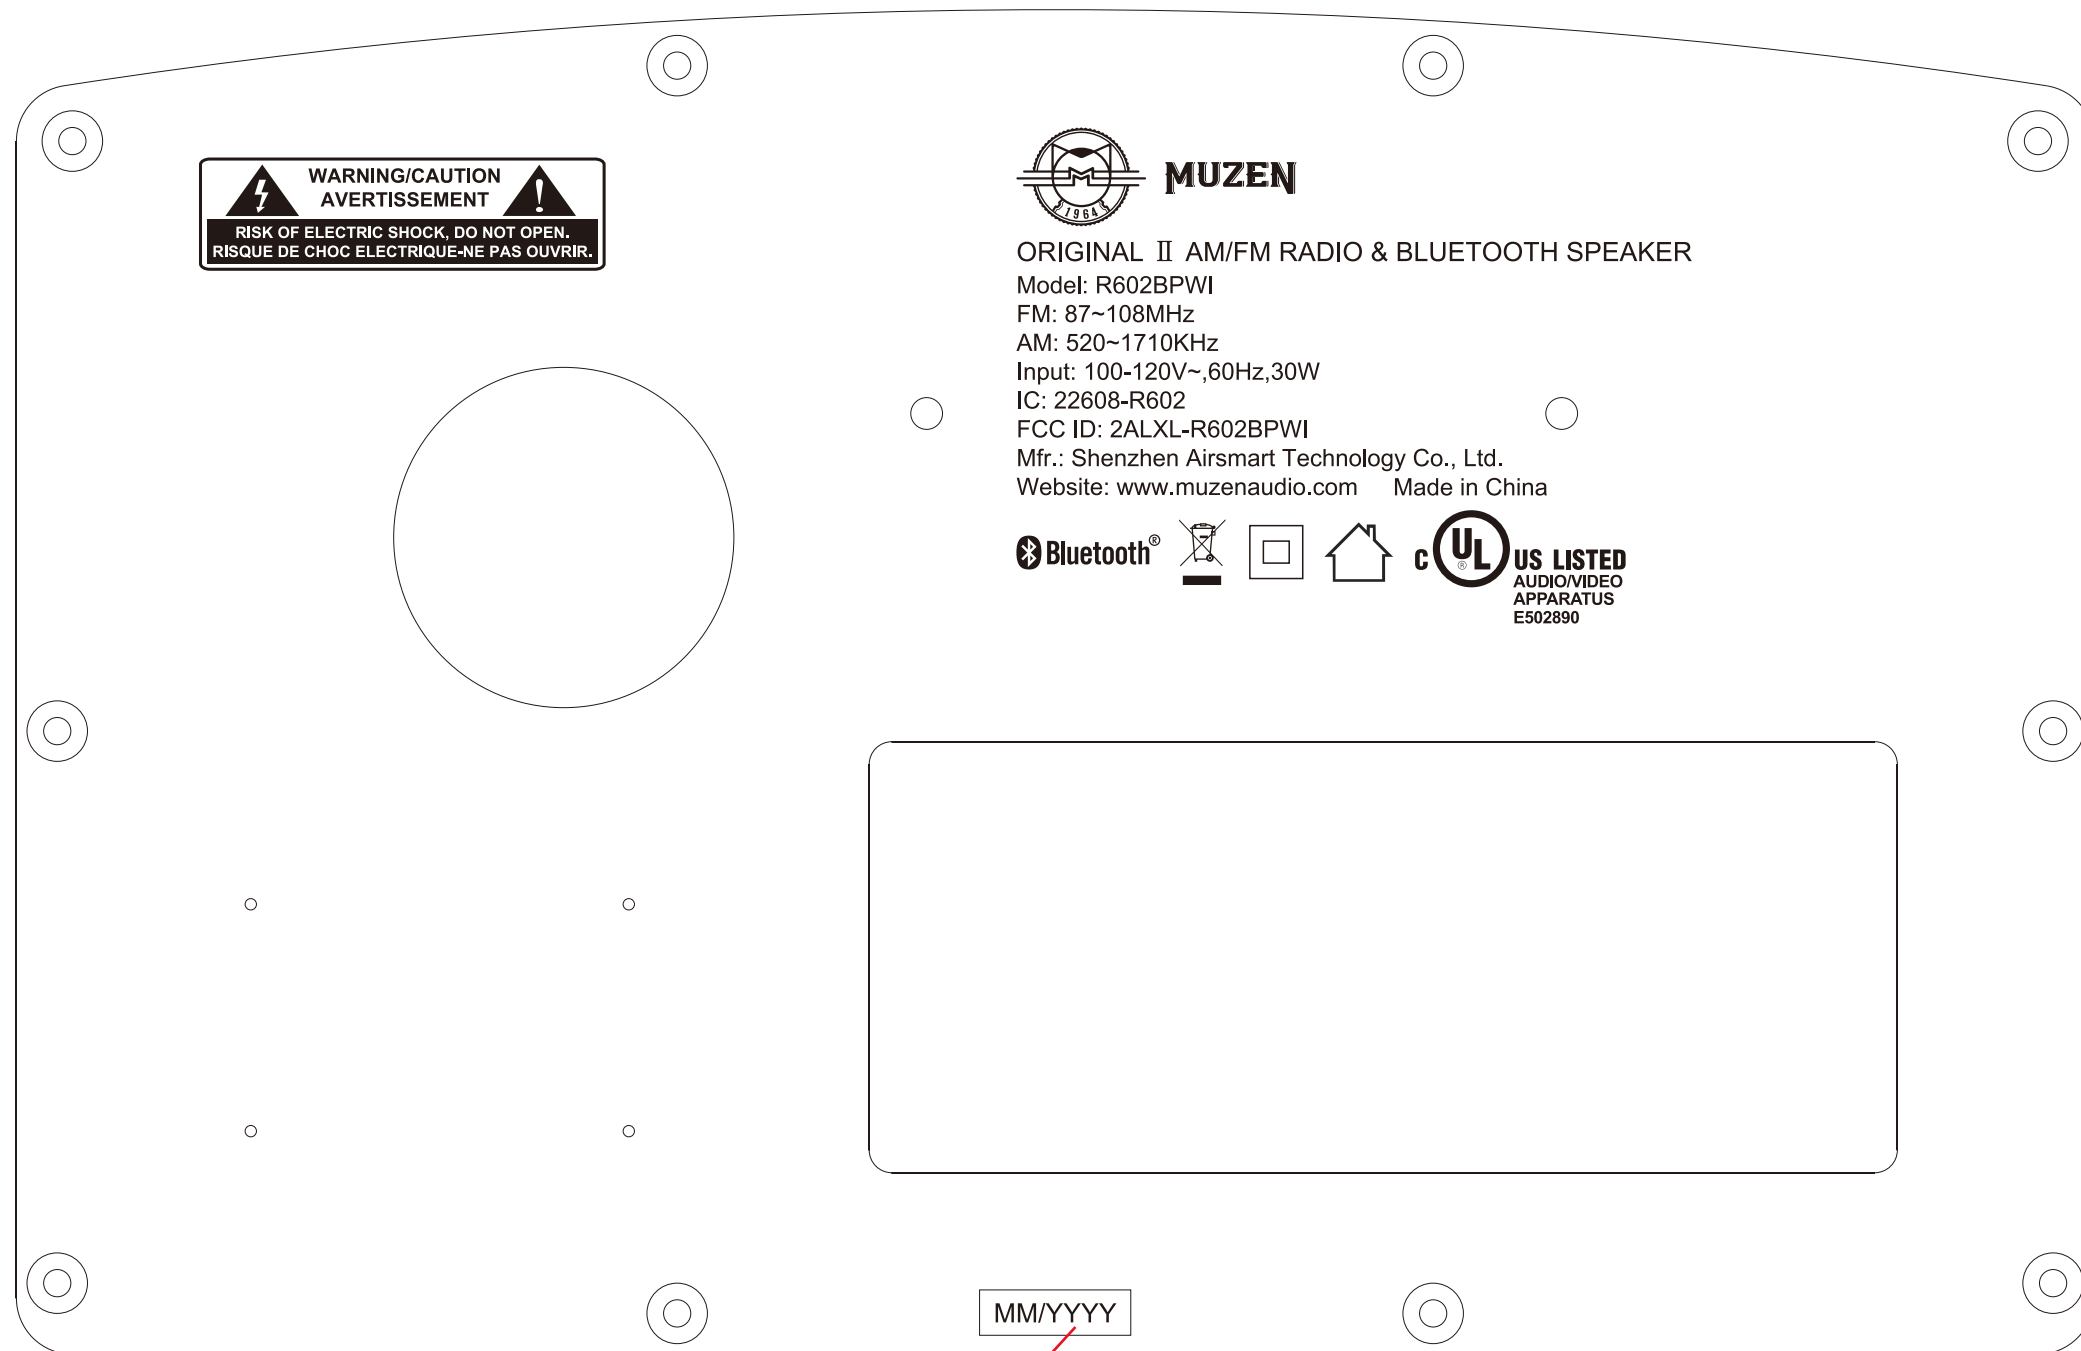 WARNING/CAUTION
AVERTISSEMENT
RISK OF ELECTRIC SHOCK, DO NOT OPEN.
RISQUE DE CHOC ELECTRIQUE-NE PAS OUVRIR.
1964
MUZEN
ORIGINAL Ⅱ AM/FM RADIO & BLUETOOTH SPEAKER
Model: R602BPWI
FM: 87~108MHz
AM: 520~1710KHz
Input: 100-120V~,60Hz,30W
IC: 22608-R602
FCC ID: 2ALXL-R602BPWI
Mfr.: Shenzhen Airsmart Technology Co., Ltd.
Website: www.muzenaudio.com Made in China
Bluetooth®
C UL® US LISTED
AUDIO/VIDEO
APPARATUS
E502890
MM/YYYY